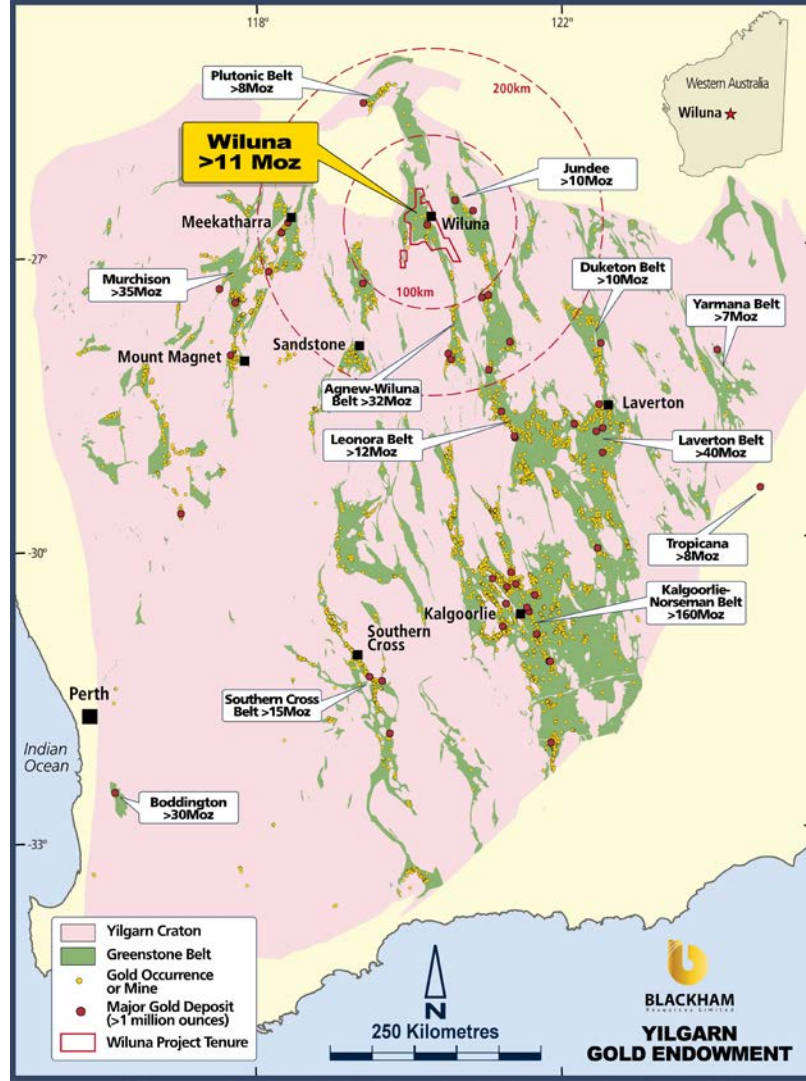 118°
122°
Plutonic Belt
>8Moz
200km
Western Australia
Wiluna
Wiluna
>11 Moz
Jundee
>10Moz
Meekatharra
Wiluna
-27°
Murchison
>35Moz
100km
Duketon Belt
>10Moz
Yarmana Belt
>7Moz
Sandstone
Mount Magnet
Agnew-Wiluna
Belt >32Moz
Laverton
Leonora Belt
>12Moz
Laverton Belt
>40Moz
-30°
Tropicana
>8Moz
Kalgoorlie-
Norseman Belt
>160Moz
Kalgoorlie
Southern
Cross
Southern Cross
Belt >15Moz
Perth
Indian
Ocean
Boddington
>30Moz
-33°
Yilgarn Craton
Greenstone Belt
Gold Occurrence
or Mine
Major Gold Deposit
(>1 million ounces)
Wiluna Project Tenure
N
250 Kilometres
BLACKHAM
Resources Limited
YILGARN
GOLD ENDOWMENT